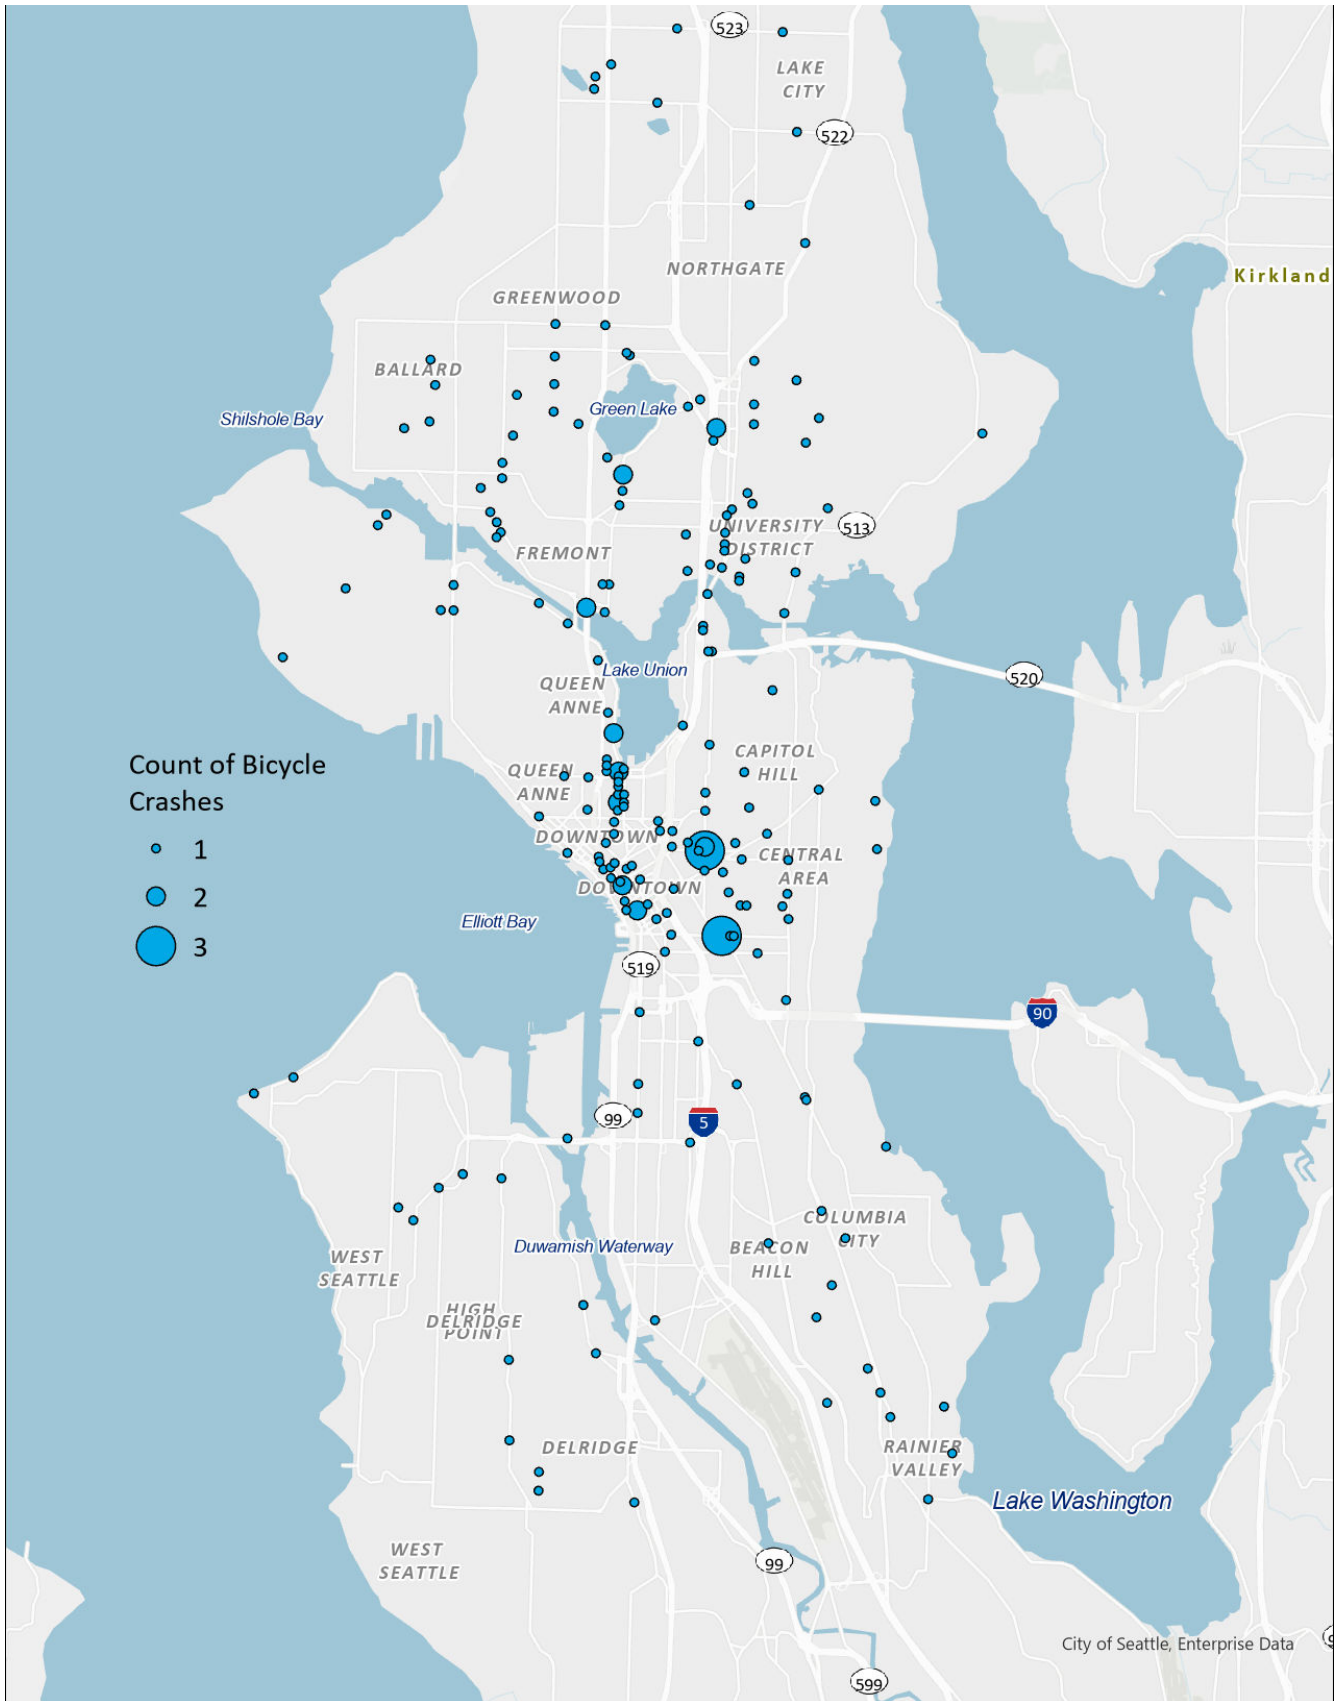 523
LAKE
CITY
522
NORTHGATE
Kirkland
GREENWOOD
BALLARD
Green Lake
Shilshole Bay
UNIVERSITY
DISTRICT
513
FREMONT
Lake Union
520
QUEEN
ANNE
CAPITOL
HILL
Count of Bicycle
Crashes
QUEEN
ANNE
1
2
3
DOWNTOWN
CENTRAL
AREA
DOWNTOWN
Elliott Bay
519
90
99
5
COLUMBIA
CITY
Duwamish Waterway
BEACON
HILL
WEST
SEATTLE
HIGH
POINT
DELRIDGE
DELRIDGE
RAINIER
VALLEY
Lake Washington
WEST
SEATTLE
99
City of Seattle, Enterprise Data
599